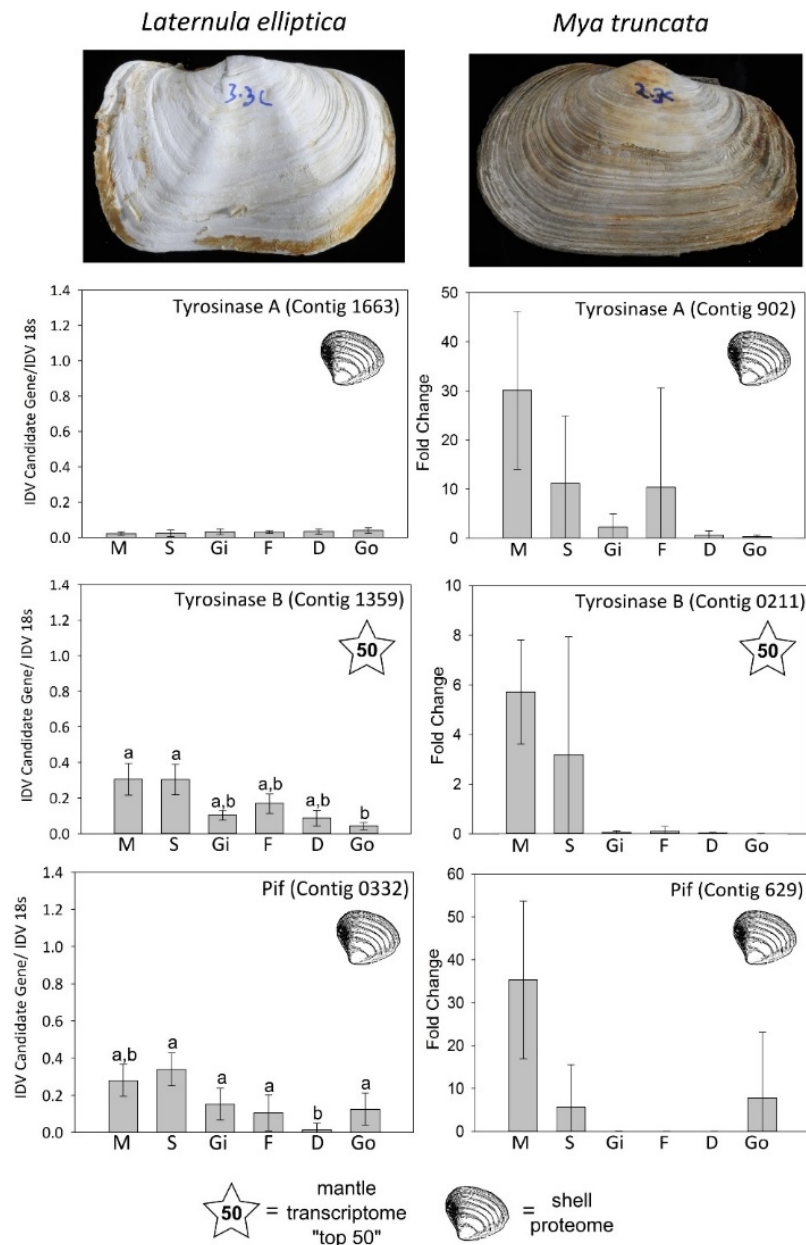 Laternula elliptica
Mya truncata
3.3C
2.3C
Tyrosinase A (Contig 1663)
IDV Candidate Gene/IDV 18s
1.4
1.2
1.0
0.8
0.6
0.4
0.2
0.0
M S Gi F D Go
Tyrosinase A (Contig 902)
Fold Change
50
40
30
20
10
0
M S Gi F D Go
Tyrosinase B (Contig 1359)
50
IDV Candidate Gene/ IDV 18s
1.4
1.2
1.0
0.8
0.6
0.4
0.2
0.0
a a a,b a,b a,b b
M S Gi F D Go
Tyrosinase B (Contig 0211)
50
Fold Change
10
8
6
4
2
0
M S Gi F D Go
Pif (Contig 0332)
IDV Candidate Gene/ IDV 18s
1.4
1.2
1.0
0.8
0.6
0.4
0.2
0.0
a,b a a a b a
M S Gi F D Go
Pif (Contig 629)
Fold Change
60
50
40
30
20
10
0
M S Gi F D Go
50 = mantle
transcriptome
"top 50"
= shell
proteome